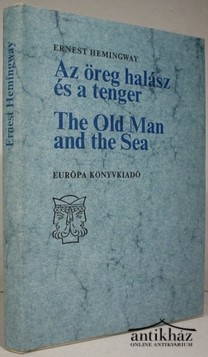 Ernest Hemingway
ERNEST HEMINGWAY
Az öreg halász
és a tenger
The Old Man
and the Sea
EURÓPA KÖNYVKIADÓ
antikház
ONLINE ANTIKVÁRIUM